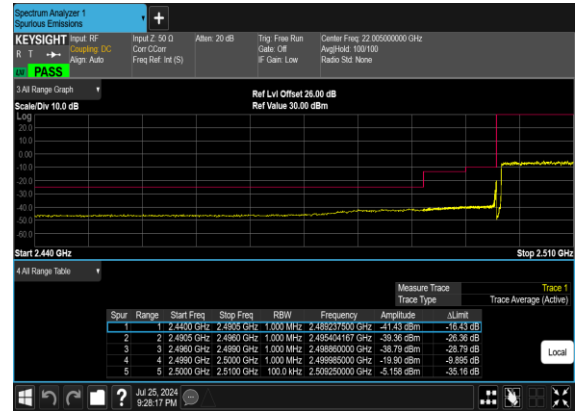 Spectrum Analyzer 1
Spurious Emissions
KEYSIGHT Input: RF Input Z: 50 Ω Atten: 20 dB Trig: Free Run Center Freq: 22.005000000 GHz
R T Coupling: DC Corr CCorr Gate: Off Avg|Hold: 100/100
Align: Auto Freq Ref: Int (S) IF Gain: Low Radio Std: None
LXI PASS
3 All Range Graph
Ref Lvl Offset 26.00 dB
Scale/Div 10.0 dB Ref Value 30.00 dBm
Log
20.0
10.0
0.00
-10.0
-20.0
-30.0
-40.0
-50.0
-60.0
Start 2.440 GHz Stop 2.510 GHz
4 All Range Table
Measure Trace Trace 1
Trace Type Trace Average (Active)
Spur Range Start Freq Stop Freq RBW Frequency Amplitude ΔLimit
1 1 2.4400 GHz 2.4905 GHz 1.000 MHz 2.489237500 GHz -41.43 dBm -16.43 dB
2 2 2.4905 GHz 2.4960 GHz 1.000 MHz 2.495404167 GHz -39.36 dBm -26.36 dB
3 3 2.4960 GHz 2.4990 GHz 1.000 MHz 2.498860000 GHz -38.79 dBm -28.79 dB
4 4 2.4990 GHz 2.5000 GHz 1.000 MHz 2.499985000 GHz -19.90 dBm -9.895 dB
5 5 2.5000 GHz 2.5100 GHz 100.0 kHz 2.509250000 GHz -5.158 dBm -35.16 dB
Local
Jul 25, 2024
9:28:17 PM